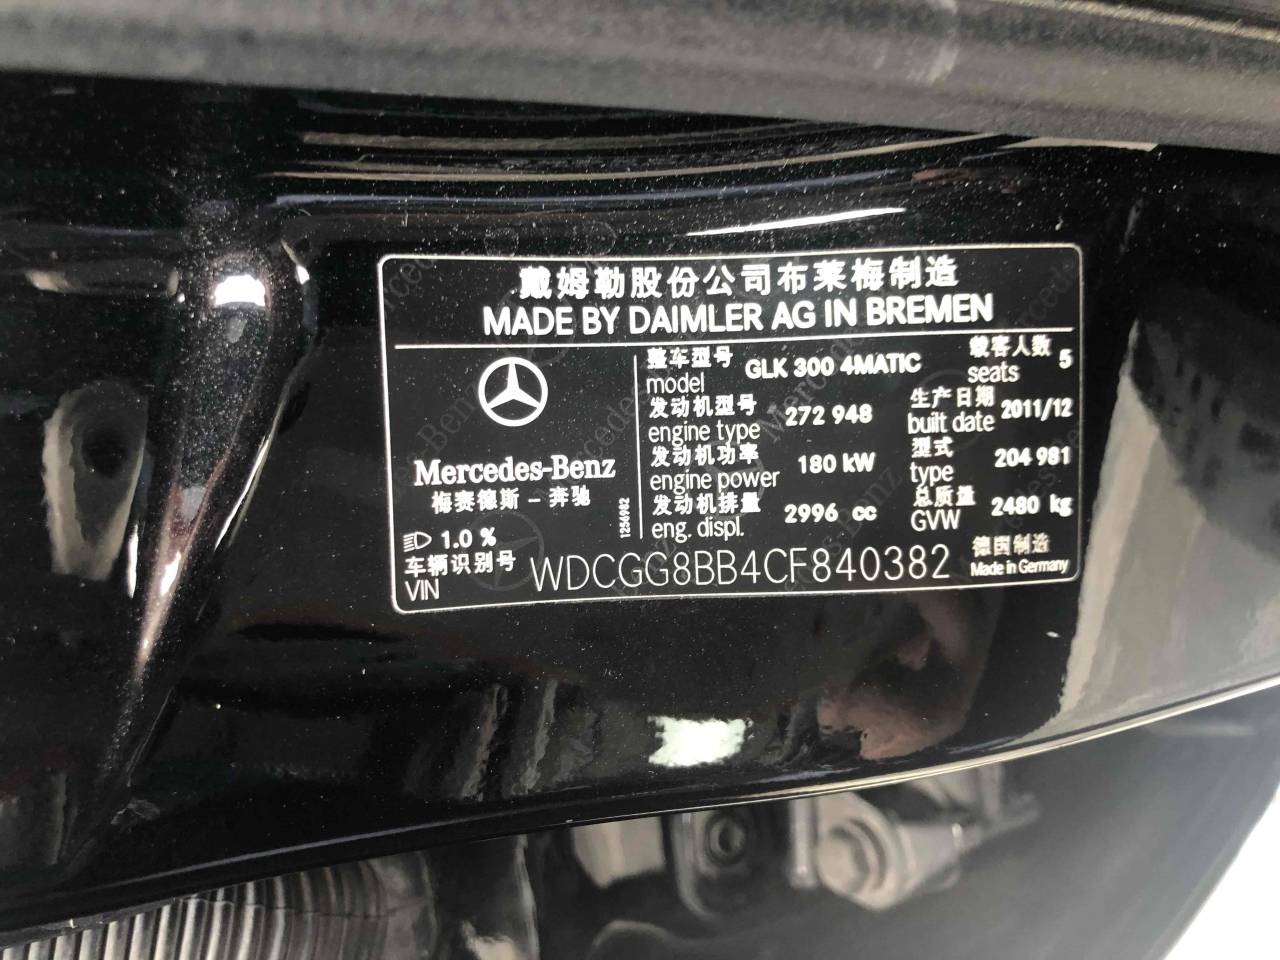 戴姆勒股份公司布莱梅制造
MADE BY DAIMLER AG IN BREMEN
Mercedes-Benz
梅赛德斯 - 奔驰
1.0 %
1256982
整车型号 GLK 300 4MATIC 载客人数 5
model seats
发动机型号 272 948 生产日期 2011/12
engine type built date
发动机功率 180 kW 型式 204 981
engine power type
发动机排量 2996 cc 总质量 2480 kg
eng. displ. GVW
车辆识别号 WDCGG8BB4CF840382 德国制造
VIN Made in Germany